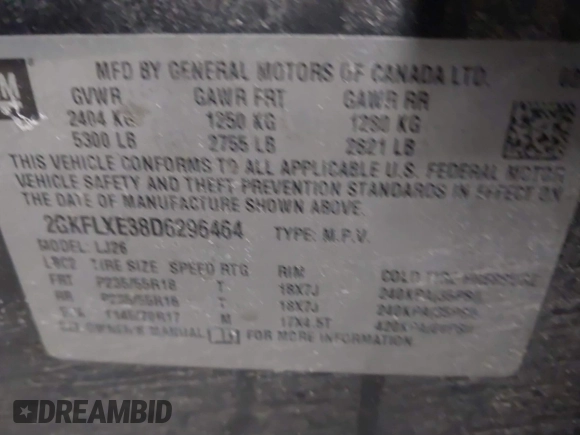 MFD BY GENERAL MOTORS OF CANADA LTD.
GVWR GAWR FRT GAWR RR
2404 KG 1250 KG 1280 KG
5300 LB 2755 LB 2821 LB
THIS VEHICLE CONFORMS TO ALL APPLICABLE U.S. FEDERAL MOTOR
VEHICLE SAFETY AND THEFT PREVENTION STANDARDS IN EFFECT ON
THE DATE OF MANUFACTURE SHOWN ABOVE.
2GKFLXE38D6296464 TYPE: M.P.V.
MODEL: LJ26
TIRE SIZE SPEED RTG RIM COLD TIRE PRESSURE
FRT P235/55R18 T 18X7J 240KPA/35PSI
RR P235/55R18 T 18X7J 240KPA/35PSI
T145/70R17 M 17X4.5T 420KPA/
OWNER'S MANUAL FOR MORE INFORMATION
DREAMBID